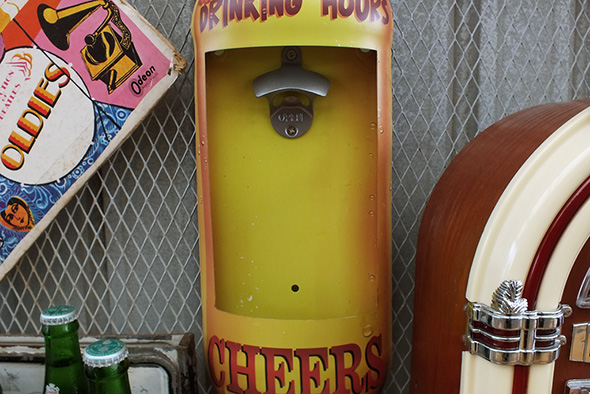 DRINKING HOURS
OPEN
CHEERS
Odeon
OLDIES